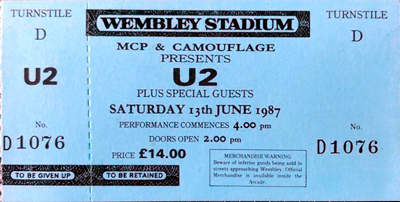 TURNSTILE
D
U2
No.
D1076
TO BE GIVEN UP
WEMBLEY STADIUM
MCP & CAMOUFLAGE
PRESENTS
U2
PLUS SPECIAL GUESTS
SATURDAY 13TH JUNE 1987
PERFORMANCE COMMENCES 4.00 pm
DOORS OPEN 2.00 pm
PRICE £14.00
TO BE RETAINED
MERCHANDISE WARNING
Beware of inferior goods being sold in
streets approaching Wembley. Official
Merchandise is available inside the
Arcade.
TURNSTILE
D
No.
D1076